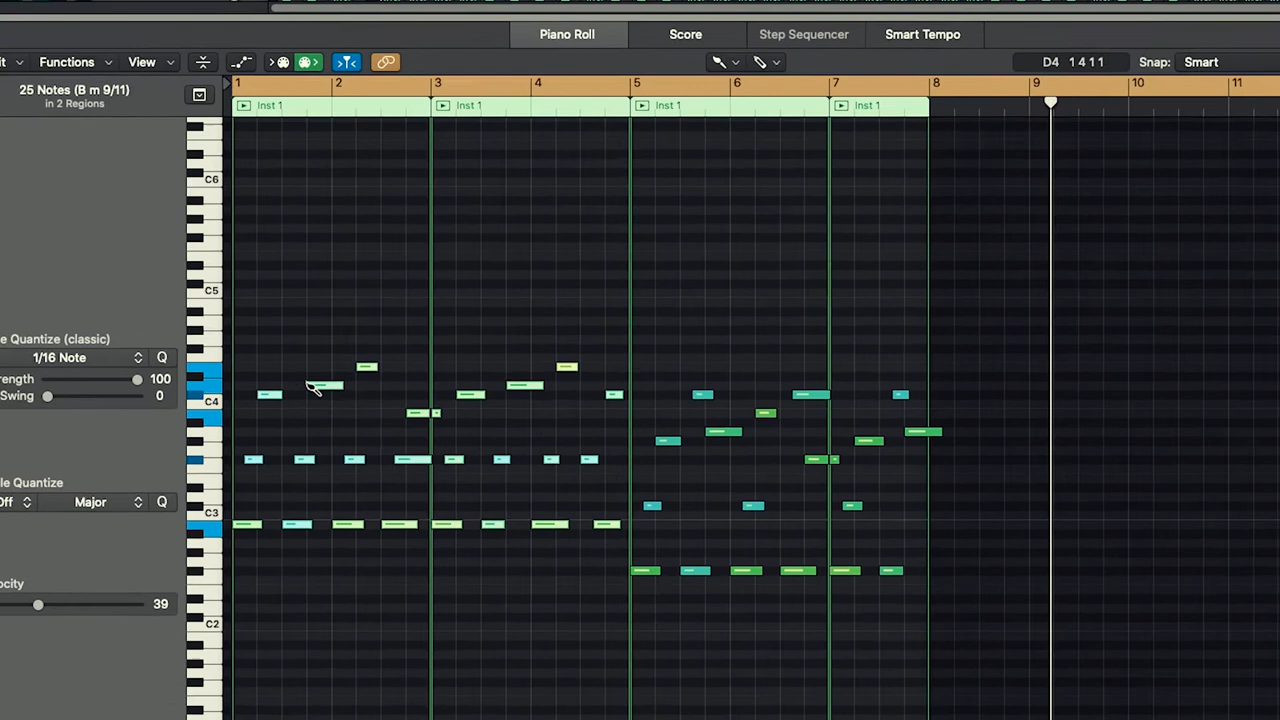 Piano Roll Score Step Sequencer Smart Tempo
it Functions View D4 1 4 1 1 Snap: Smart
25 Notes (B m 9/11)
in 2 Regions
1 2 3 4 5 6 7 8 9 10 11
Inst 1 Inst 1 Inst 1 Inst 1
C6
C5
e Quantize (classic)
1/16 Note Q
rength 100
Swing 0
C4
le Quantize
Off Major Q
C3
ocity
39
C2